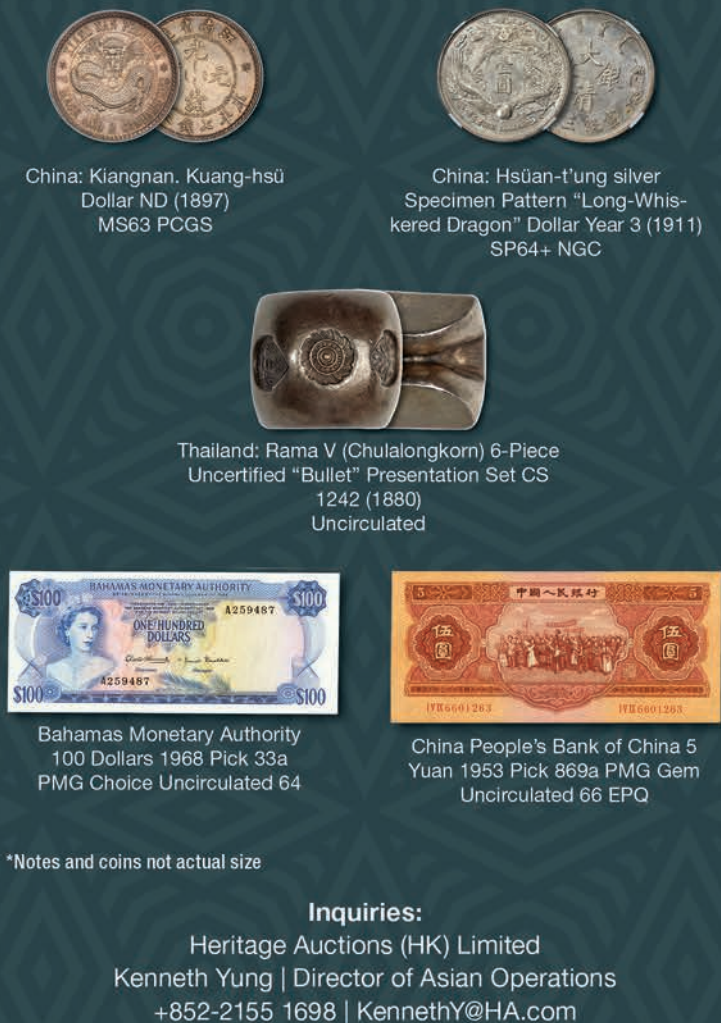 China: Kiangnan. Kuang-hsü
Dollar ND (1897)
MS63 PCGS
China: Hsüan-t'ung silver
Specimen Pattern “Long-Whis-
kered Dragon” Dollar Year 3 (1911)
SP64+ NGC
Thailand: Rama V (Chulalongkorn) 6-Piece
Uncertified “Bullet” Presentation Set CS
1242 (1880)
Uncirculated
BAHAMAS MONETARY AUTHORITY
$100
$100
A259487
ONE HUNDRED
DOLLARS
A259487
$100
$100
Bahamas Monetary Authority
100 Dollars 1968 Pick 33a
PMG Choice Uncirculated 64
5
中國人民銀行
5
伍圓
伍圓
6601263
6601263
China People's Bank of China 5
Yuan 1953 Pick 869a PMG Gem
Uncirculated 66 EPQ
*Notes and coins not actual size
Inquiries:
Heritage Auctions (HK) Limited
Kenneth Yung | Director of Asian Operations
+852-2155 1698 | KennethY@HA.com